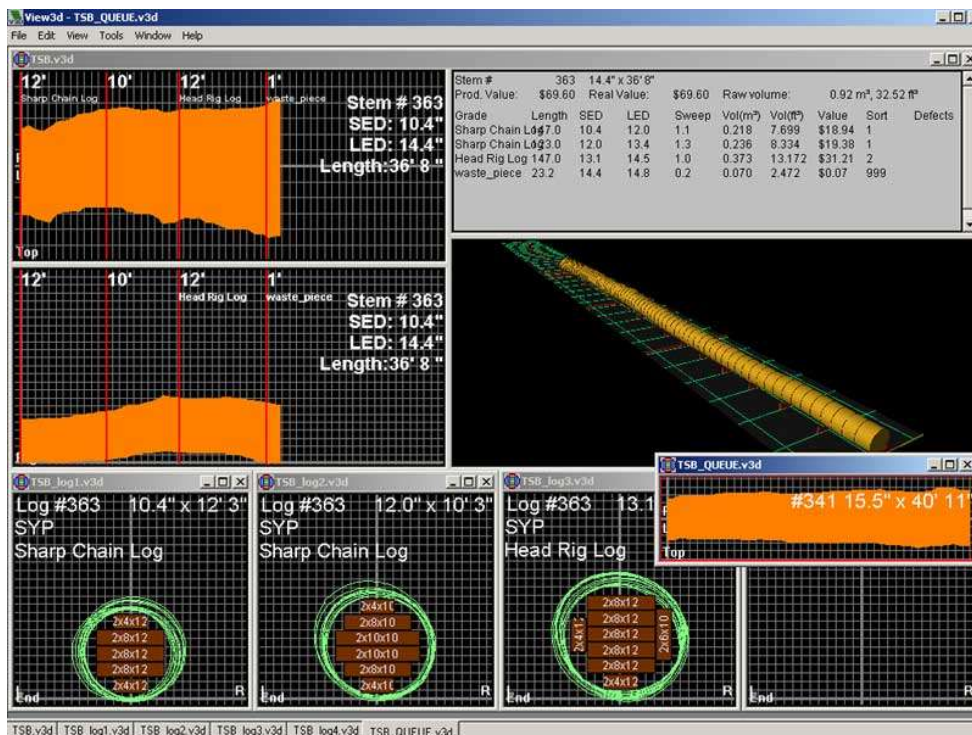 View3d - TSB_QUEUE.v3d
File Edit View Tools Window Help
TSB.v3d
12' 10' 12' 1'
Sharp Chain Log Head Rig Log waste_piece
Stem # 363
SED: 10.4"
LED: 14.4"
Length:36' 8 "
Top
12' 10' 12' 1'
Head Rig Log waste_piece
Stem # 363
SED: 10.4"
LED: 14.4"
Length:36' 8 "
Stem # 363 14.4" x 36' 8"
Prod. Value: $69.60 Real Value: $69.60 Raw volume: 0.92 m³, 32.52 ft³
Grade Length SED LED Sweep Vol(m³) Vol(ft³) Value Sort Defects
Sharp Chain Log 147.0 10.4 12.0 1.1 0.218 7.699 $18.94 1
Sharp Chain Log 123.0 12.0 13.4 1.3 0.236 8.334 $19.38 1
Head Rig Log 147.0 13.1 14.5 1.0 0.373 13.172 $31.21 2
waste_piece 23.2 14.4 14.8 0.2 0.070 2.472 $0.07 999
TSB_log1.v3d
Log #363 10.4" x 12' 3"
SYP
Sharp Chain Log
2x4x12
2x8x12
2x8x12
2x8x12
2x4x12
End R
TSB_log2.v3d
Log #363 12.0" x 10' 3"
SYP
Sharp Chain Log
2x4x10
2x8x10
2x10x10
2x10x10
2x8x10
2x4x10
End R
TSB_log3.v3d
Log #363 13.1
SYP
Head Rig Log
2x8x12
2x8x12
2x8x12
2x8x12
2x8x12
2x8x12
2x4x1
2x6x10
End R
TSB_QUEUE.v3d
#341 15.5" x 40' 11"
Top
End R
TSB.v3d TSB_log1.v3d TSB_log2.v3d TSB_log3.v3d TSB_log4.v3d TSB_QUEUE.v3d